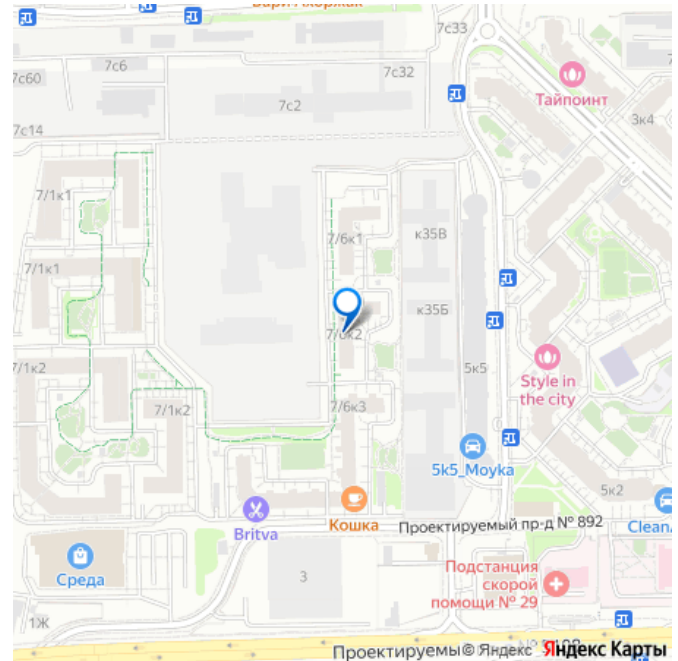 7с33
7с60
7с6
7с32
Тайпоинт
7с2
3к4
7с14
7/1к1
7/6к1
к35В
7/1к1
к35Б
7/6к2
7/1к2
5к5
Style in
the city
7/1к2
7/6к3
5k5_Moyka
5к2
Britva
Кошка
Проектируемый пр-д № 892
Среда
3
Подстанция
скорой
помощи № 29
1Ж
Проектируемы
© Яндекс
Яндекс Карты